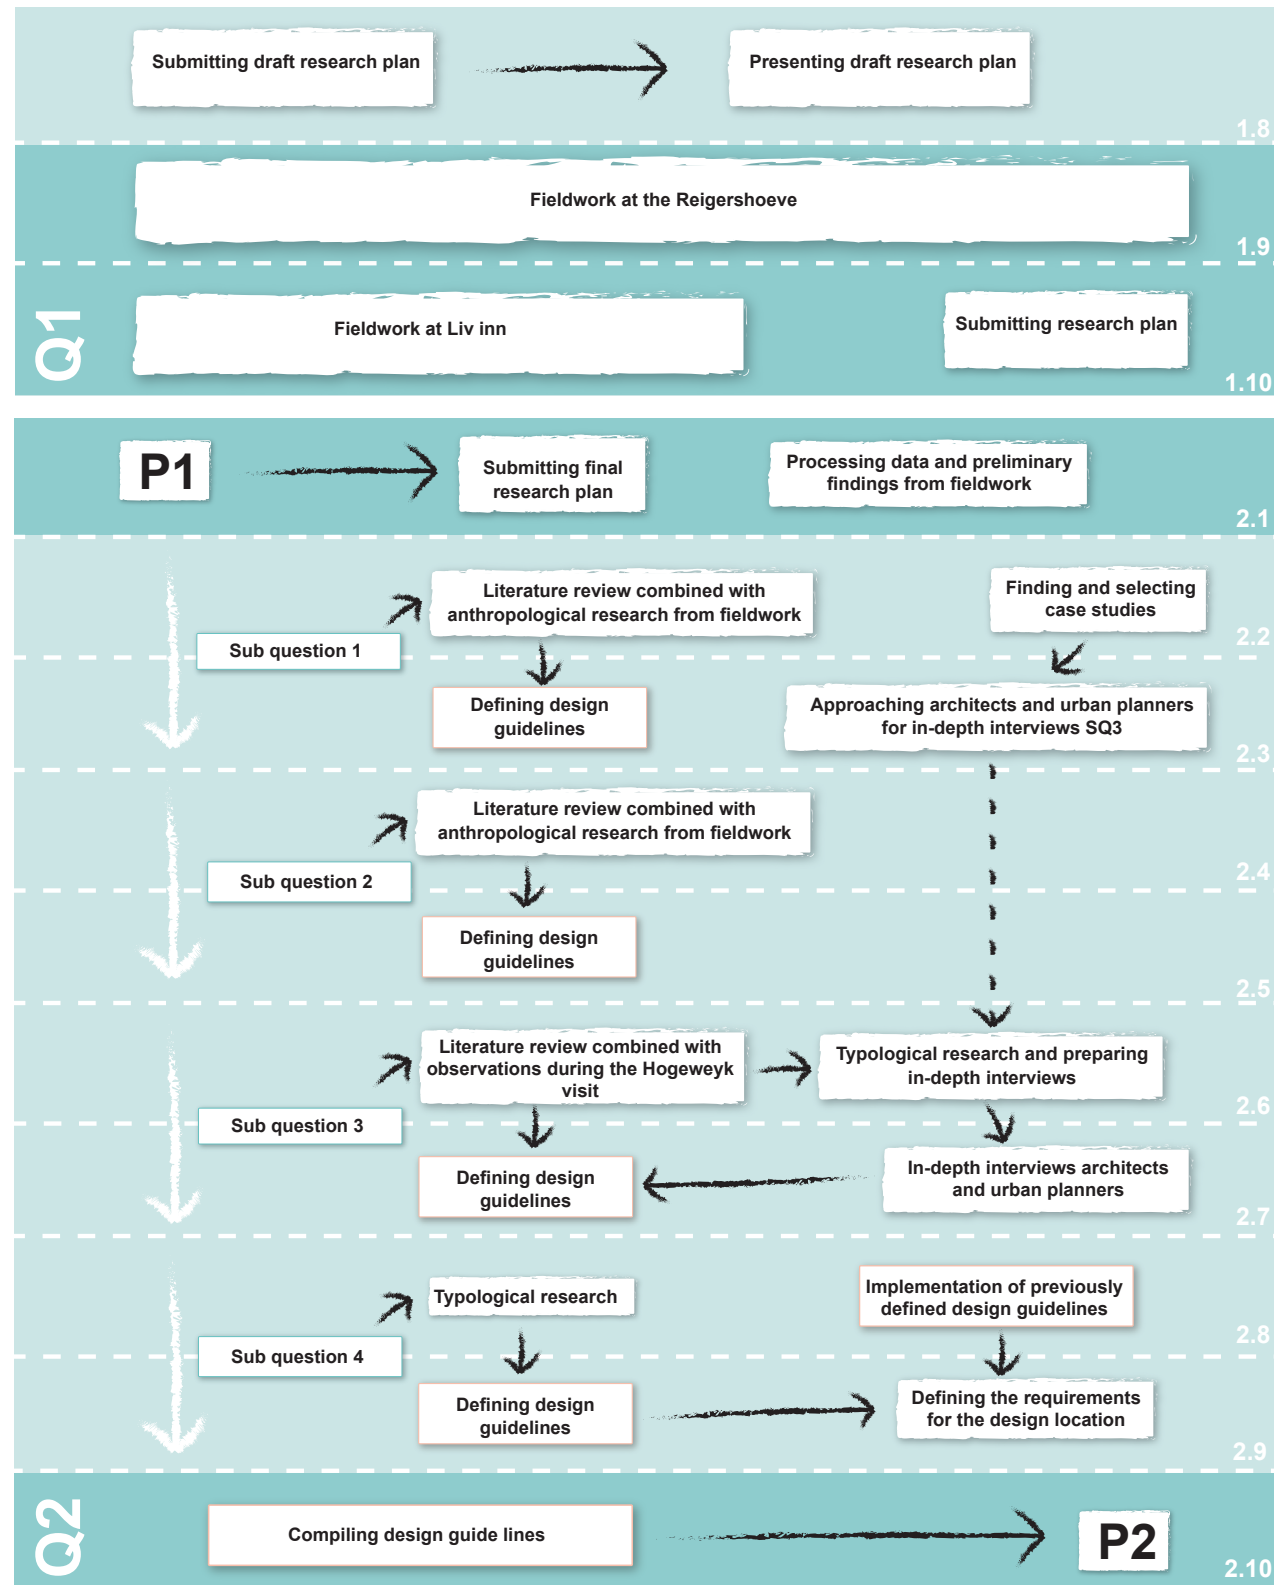 Submitting draft research plan
Presenting draft research plan
1.8
Fieldwork at the Reigershoeve
1.9
Q1
Fieldwork at Liv inn
Submitting research plan
1.10
P1
Submitting final
research plan
Processing data and preliminary
findings from fieldwork
2.1
Literature review combined with
anthropological research from fieldwork
Finding and selecting
case studies
Sub question 1
2.2
Defining design
guidelines
Approaching architects and urban planners
for in-depth interviews SQ3
2.3
Literature review combined with
anthropological research from fieldwork
Sub question 2
2.4
Defining design
guidelines
2.5
Literature review combined with
observations during the Hogeweyk
visit
Typological research and preparing
in-depth interviews
2.6
Sub question 3
Defining design
guidelines
In-depth interviews architects
and urban planners
2.7
Typological research
Implementation of previously
defined design guidelines
2.8
Sub question 4
Defining design
guidelines
Defining the requirements
for the design location
2.9
Q2
Compiling design guide lines
P2
2.10